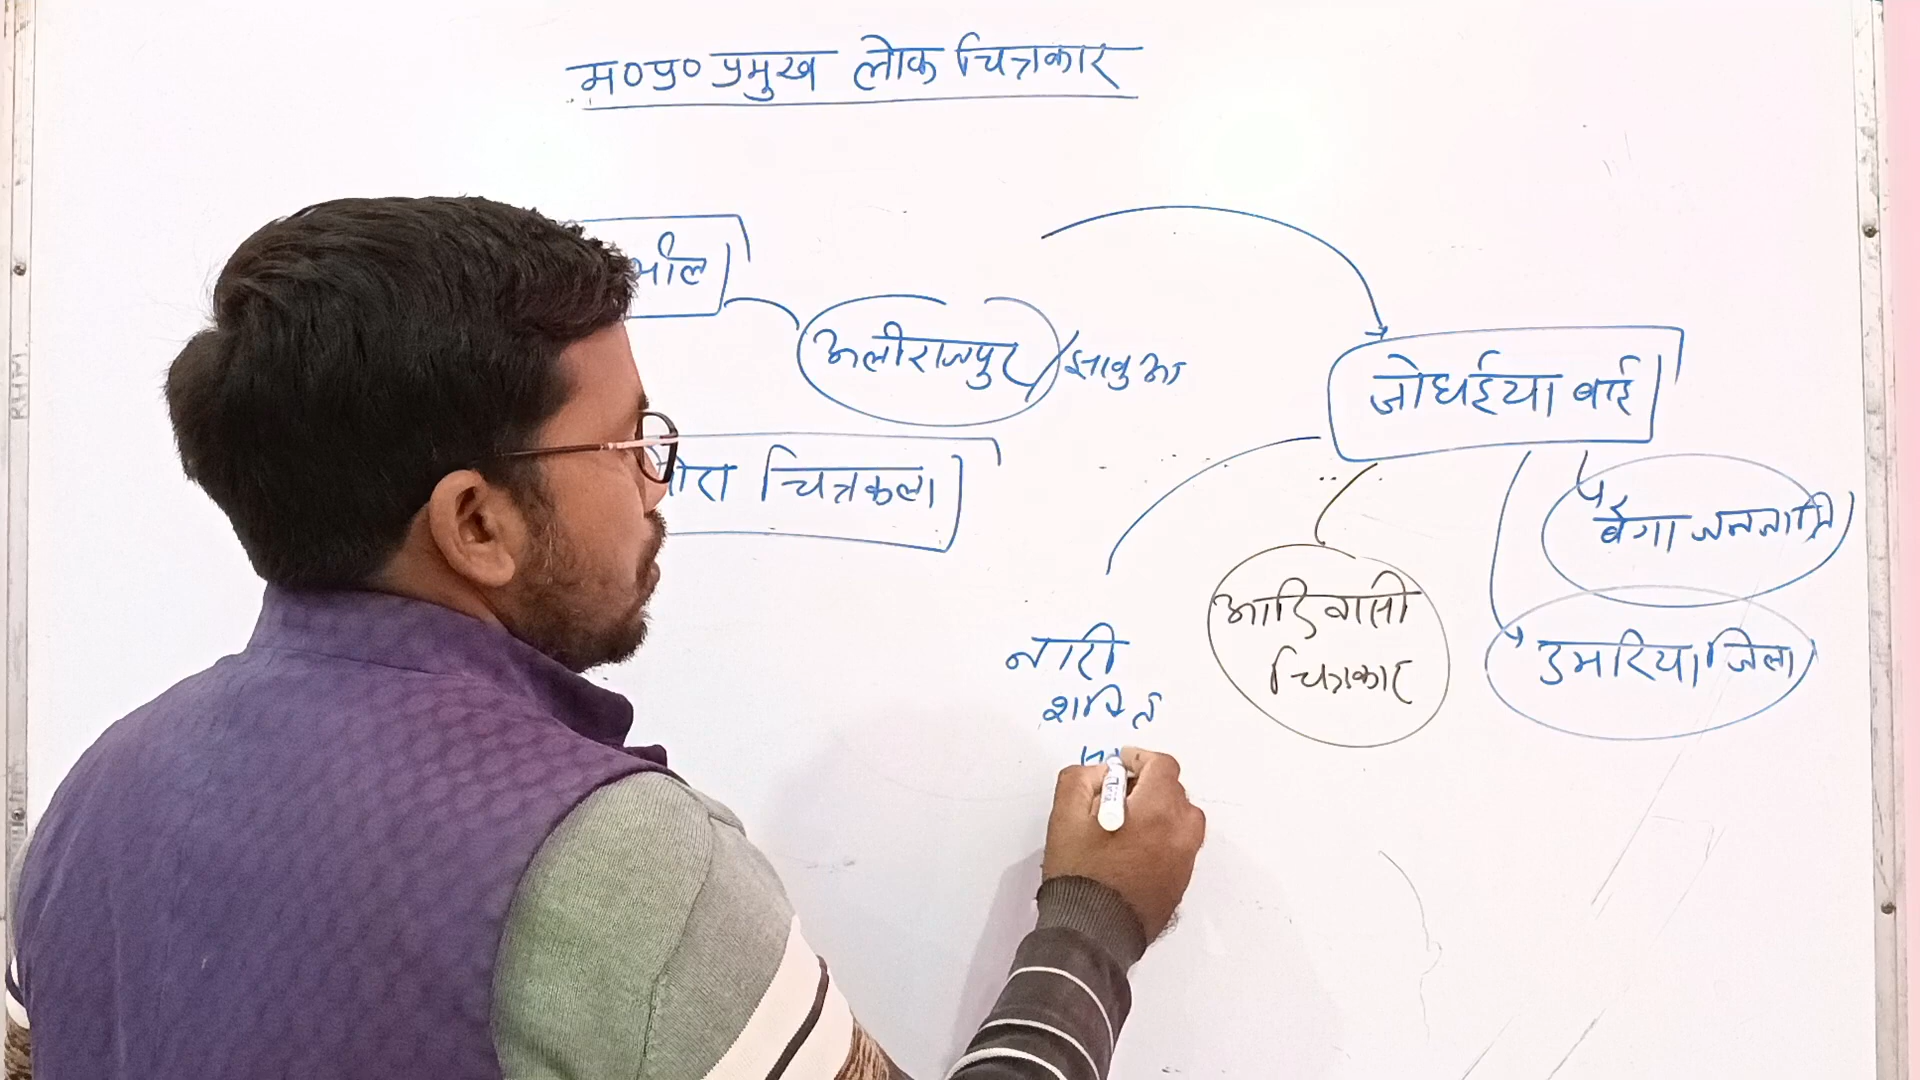 म०प्र० प्रमुख लोक चित्रकार
भील
अलीराजपुर / झाबुआ
जोधईया बाई
चित्रकला
बैगा जनजाति
आदिवासी
चित्रकार
उमरिया जिला
नारी
शक्ति